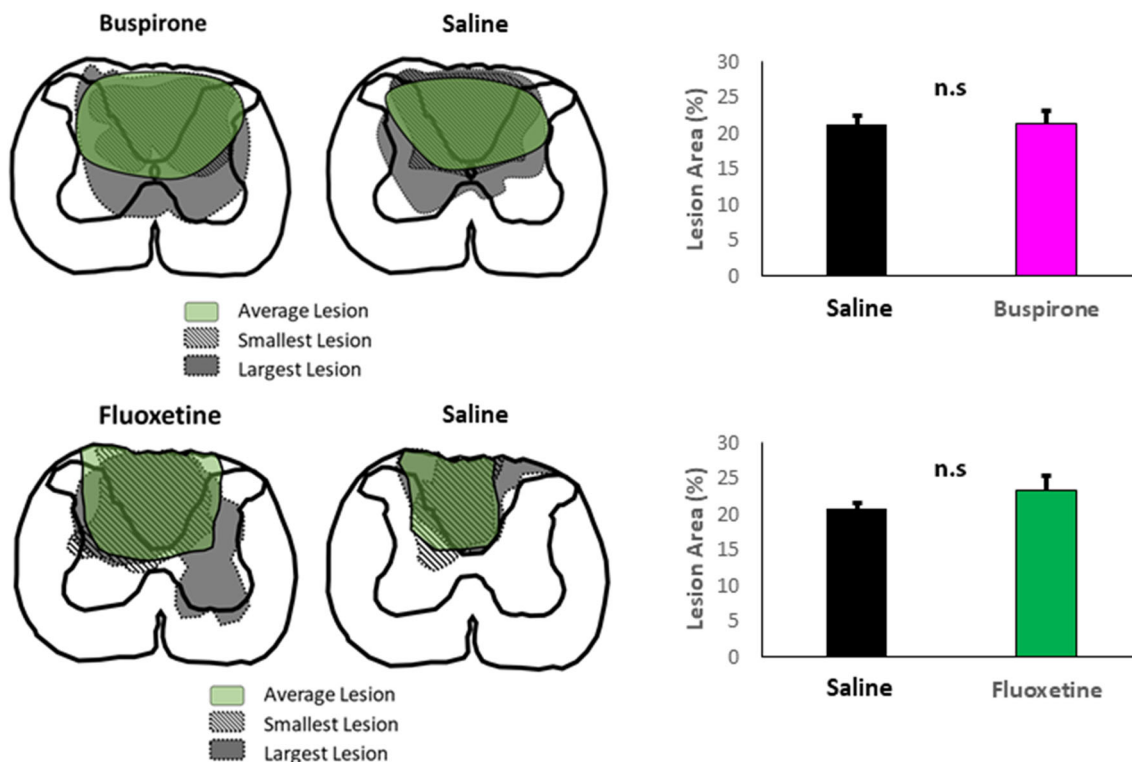 Buspirone
Saline
Average Lesion
Smallest Lesion
Largest Lesion
30
25
20
15
10
5
0
Lesion Area (%)
n.s
Saline
Buspirone
Fluoxetine
Saline
Average Lesion
Smallest Lesion
Largest Lesion
30
25
20
15
10
5
0
Lesion Area (%)
n.s
Saline
Fluoxetine